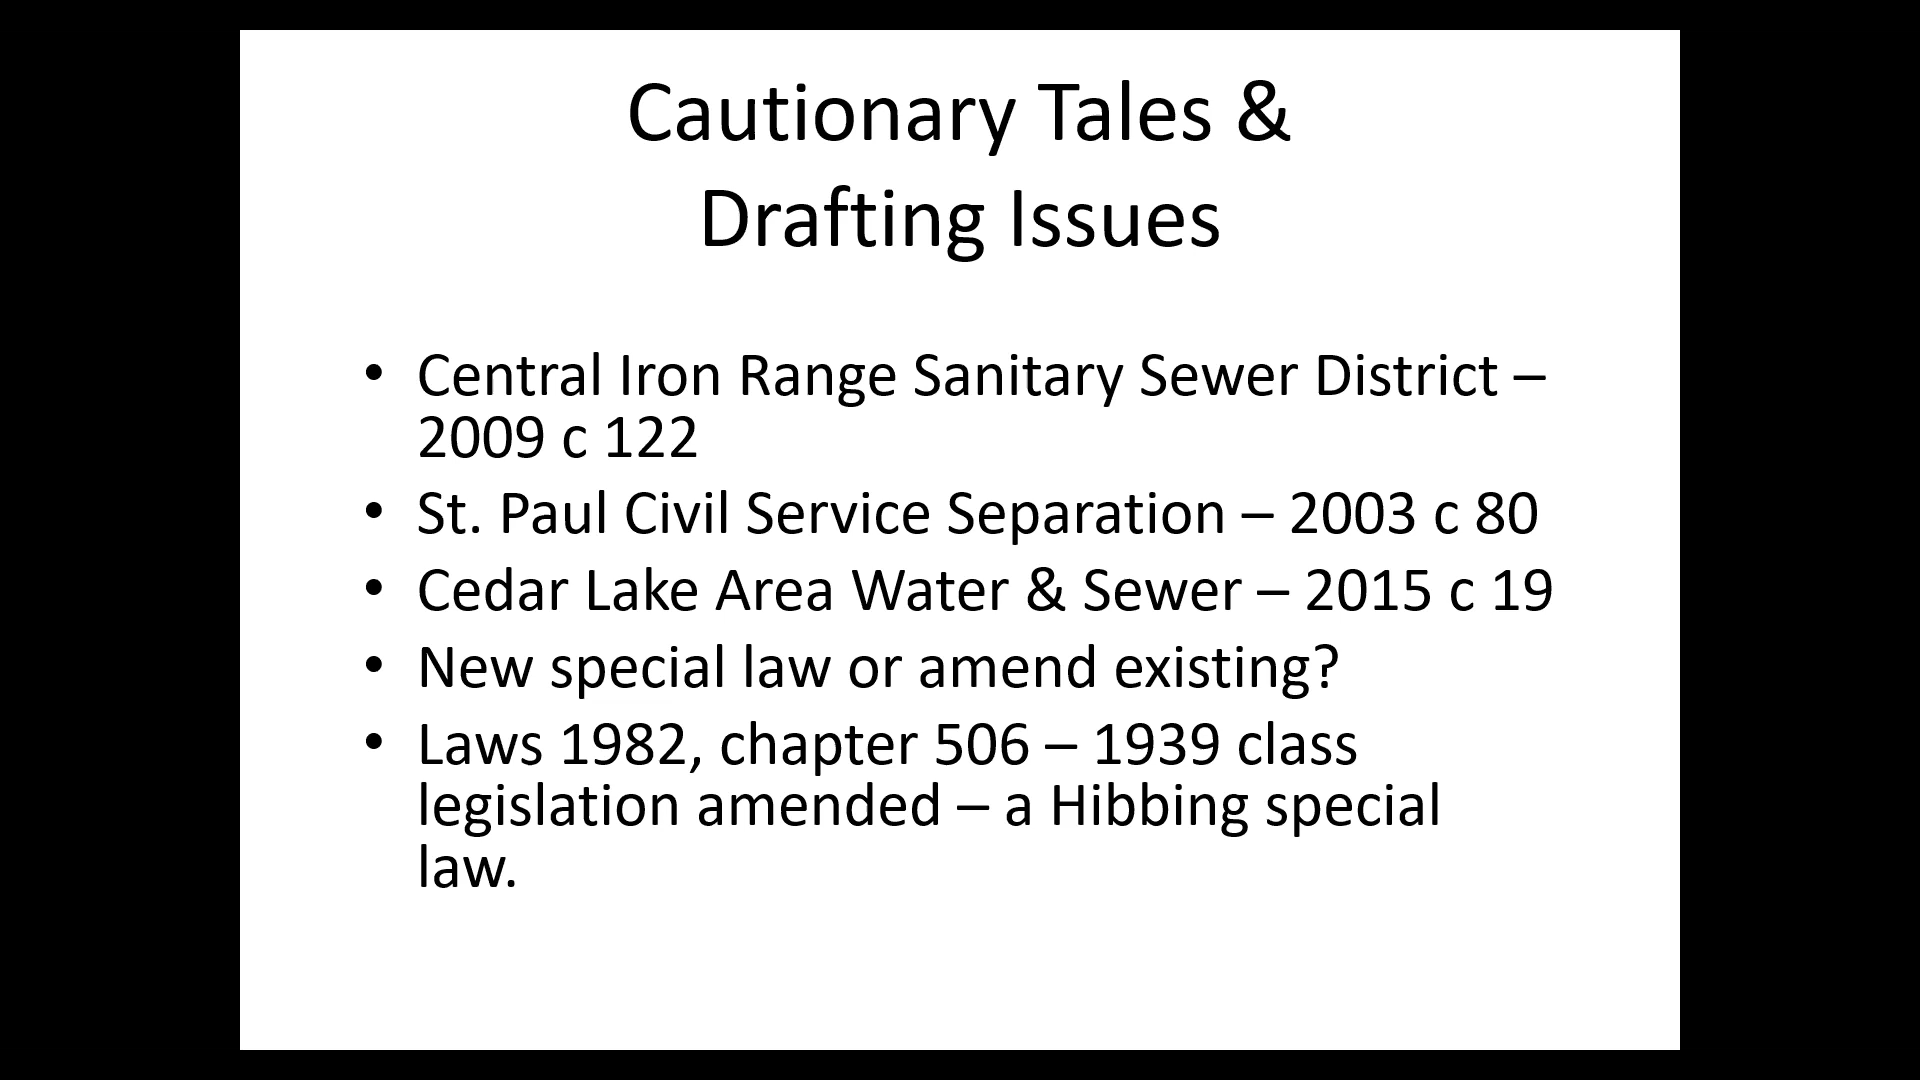 Cautionary Tales &
Drafting Issues
• Central Iron Range Sanitary Sewer District –
2009 c 122
• St. Paul Civil Service Separation – 2003 c 80
• Cedar Lake Area Water & Sewer – 2015 c 19
• New special law or amend existing?
• Laws 1982, chapter 506 – 1939 class
legislation amended – a Hibbing special
law.